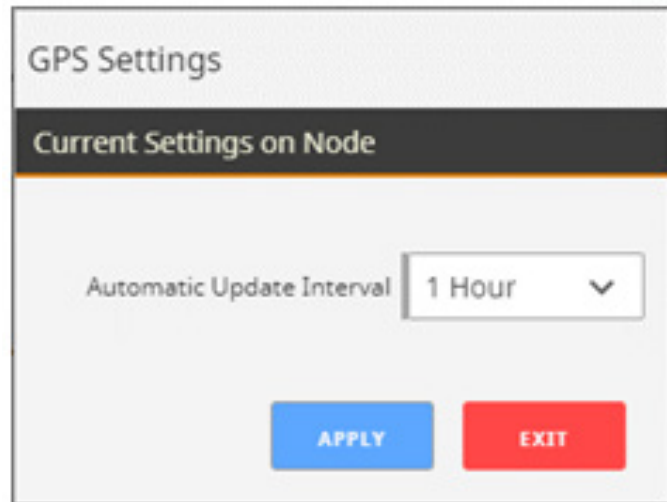 GPS Settings
Current Settings on Node
Automatic Update Interval 1 Hour
APPLY EXIT